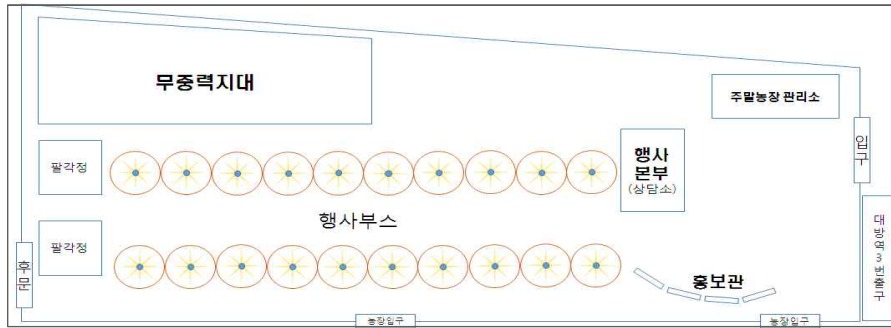 무중력지대
주말농장 관리소
입
구
팔각정
행사
본부
(상담소)
행사부스
팔각정
후
문
홍보관
대
방
역
3
번
출
구
농장입구
농장입구